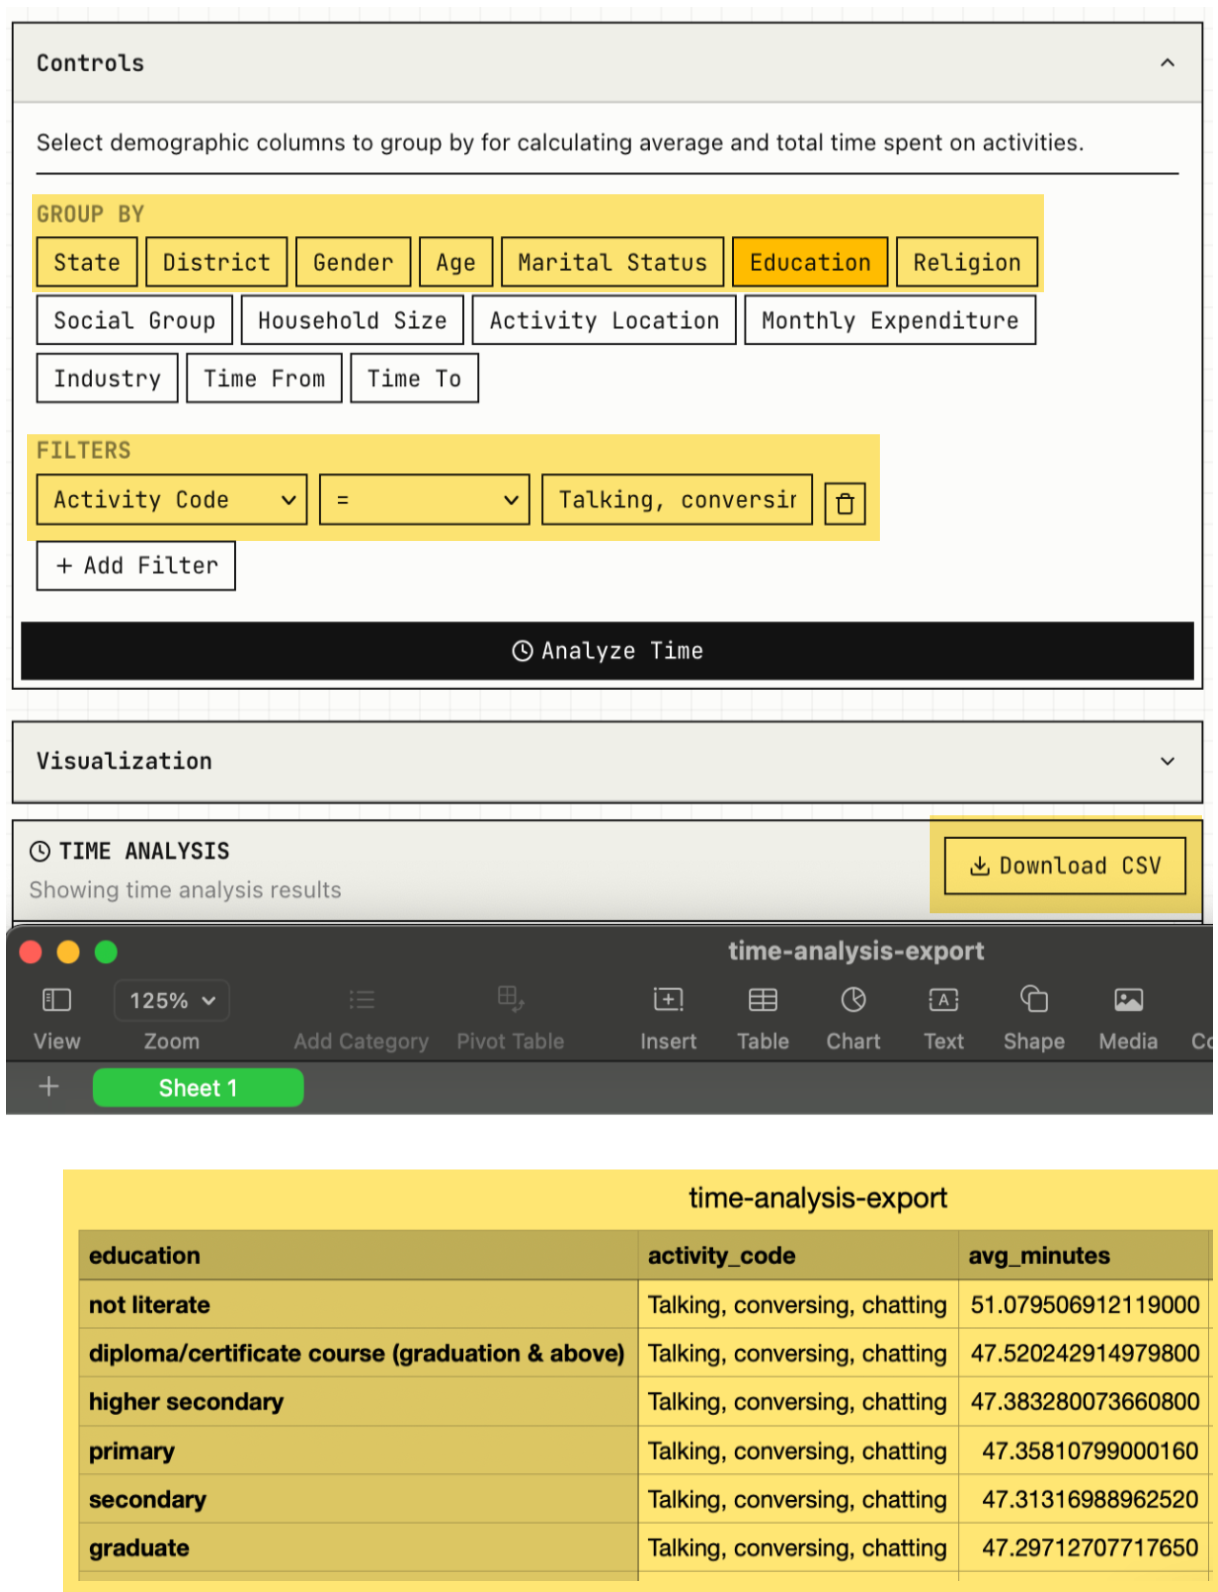 Controls
Select demographic columns to group by for calculating average and total time spent on activities.
GROUP BY
State District Gender Age Marital Status Education Religion
Social Group Household Size Activity Location Monthly Expenditure
Industry Time From Time To
FILTERS
Activity Code = Talking, conversin
+ Add Filter
Analyze Time
Visualization
TIME ANALYSIS
Showing time analysis results
Download CSV
time-analysis-export
125%
View Zoom Add Category Pivot Table Insert Table Chart Text Shape Media
+ Sheet 1
time-analysis-export
education activity_code avg_minutes
not literate Talking, conversing, chatting 51.079506912119000
diploma/certificate course (graduation & above) Talking, conversing, chatting 47.520242914979800
higher secondary Talking, conversing, chatting 47.383280073660800
primary Talking, conversing, chatting 47.35810799000160
secondary Talking, conversing, chatting 47.31316988962520
graduate Talking, conversing, chatting 47.29712707717650